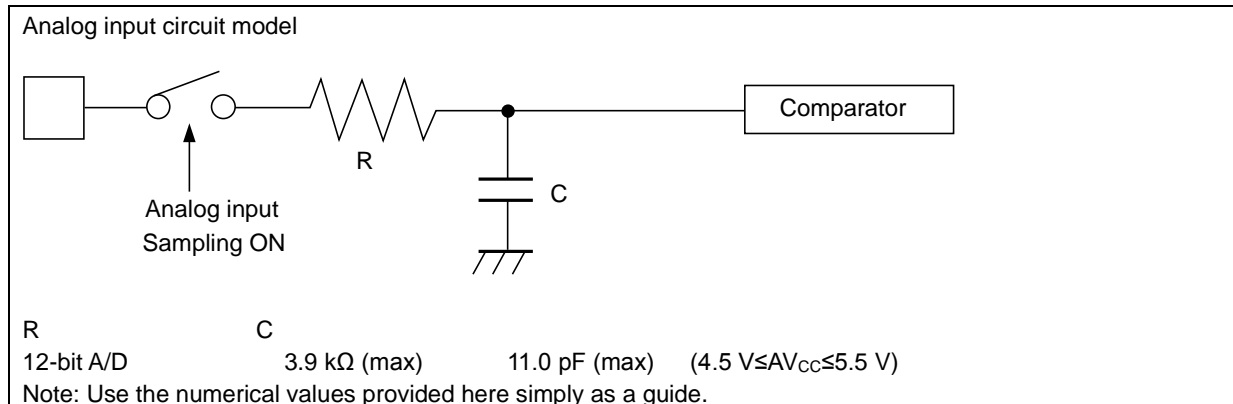 Analog input circuit model
Comparator
R
C
Analog input
Sampling ON
R C
12-bit A/D 3.9 kΩ (max) 11.0 pF (max) (4.5 V≤AVCC≤5.5 V)
Note: Use the numerical values provided here simply as a guide.